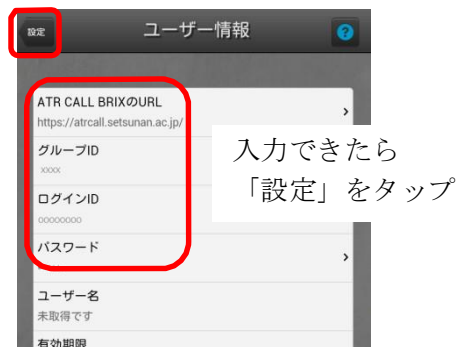 設定
ユーザー情報
?
ATR CALL BRIXのURL
https://atrcall.setsunan.ac.jp/
グループID
xxxx
入力できたら
「設定」をタップ
ログインID
oooooooo
パスワード
ユーザー名
未取得です
有効期限